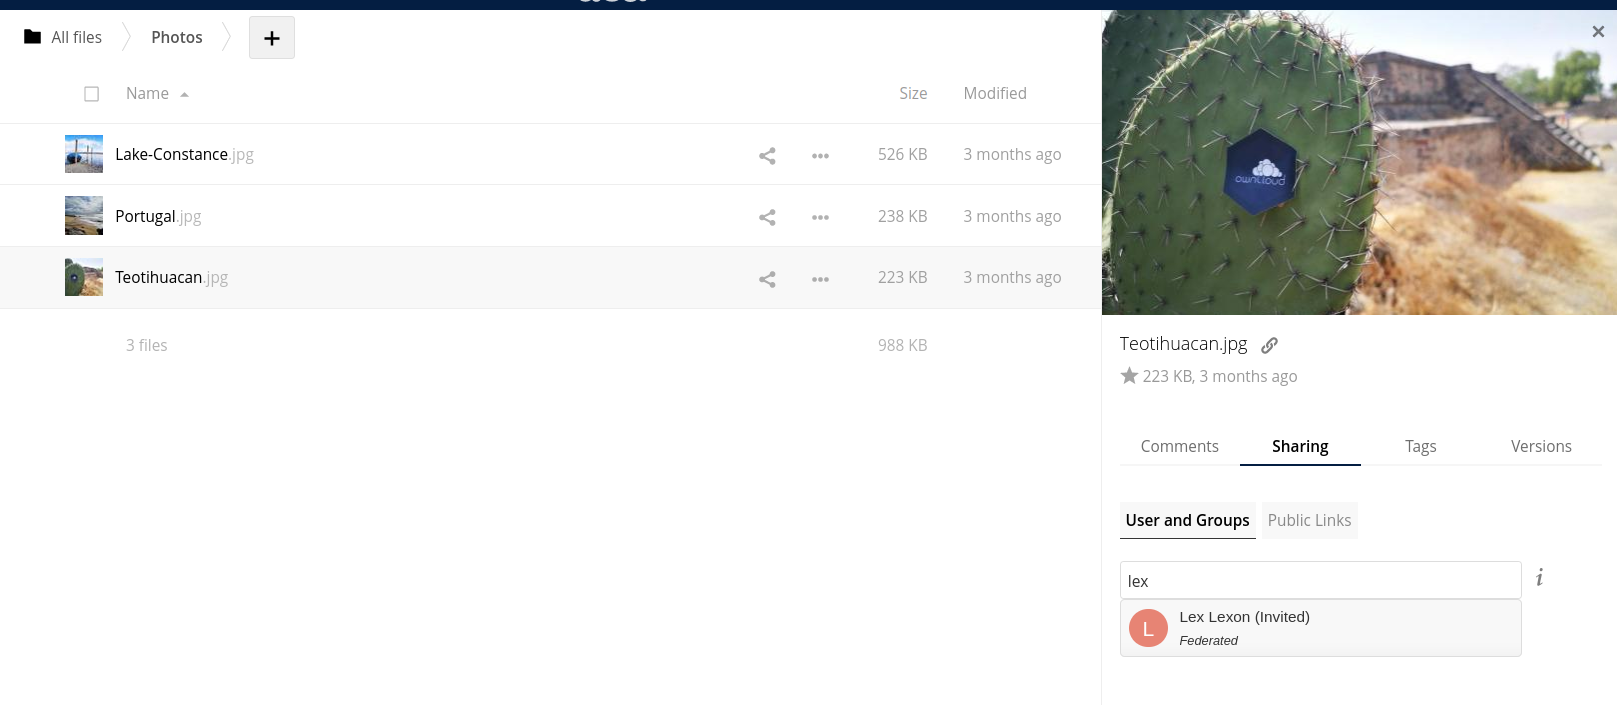 All files
Photos
+
Name
Size
Modified
Lake-Constance.jpg
526 KB
3 months ago
Portugal.jpg
238 KB
3 months ago
Teotihuacan.jpg
223 KB
3 months ago
3 files
988 KB
ownCloud
Teotihuacan.jpg
223 KB, 3 months ago
Comments
Sharing
Tags
Versions
User and Groups
Public Links
lex
i
L
Lex Lexon (Invited)
Federated